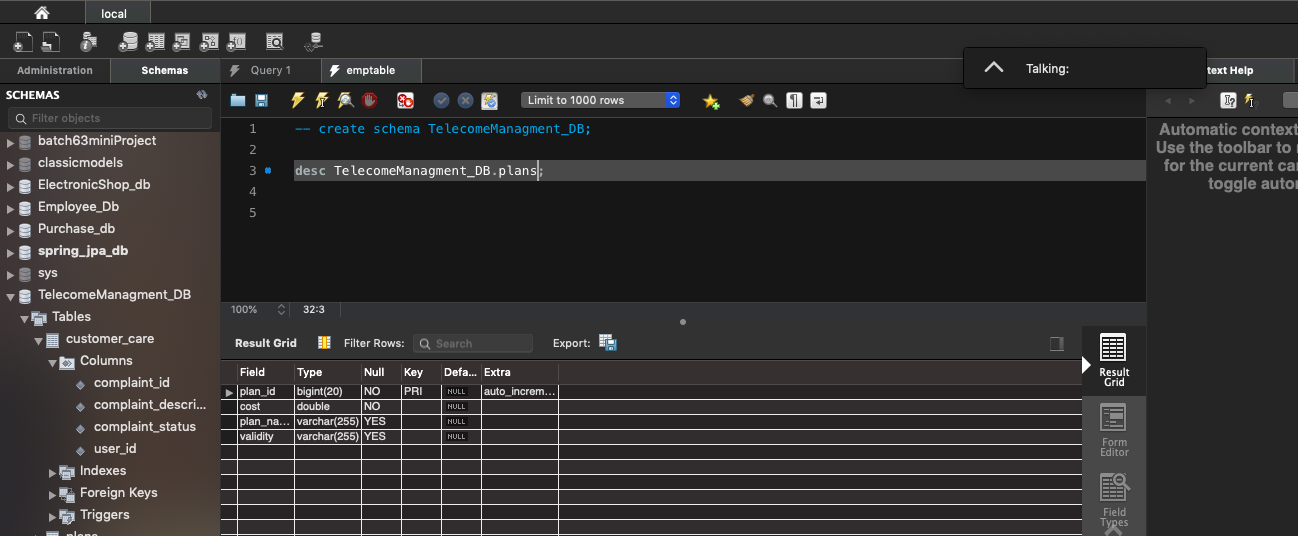 local
Administration
Schemas
Query 1
emptable
Talking:
text Help
SCHEMAS
Filter objects
batch63miniProject
classicmodels
ElectronicShop_db
Employee_Db
Purchase_db
spring_jpa_db
sys
TelecomeManagment_DB
Tables
customer_care
Columns
complaint_id
complaint_descri...
complaint_status
user_id
Indexes
Foreign Keys
Triggers
Limit to 1000 rows
1 -- create schema TelecomeManagment_DB;
2
3 desc TelecomeManagment_DB.plans;
4
5
Automatic context
Use the toolbar to
for the current
toggle
100% 32:3
Result Grid Filter Rows: Search Export:
Field Type Null Key Defa... Extra
plan_id bigint(20) NO PRI NULL auto_increm...
cost double NO NULL
plan_na... varchar(255) YES NULL
validity varchar(255) YES NULL
Result
Grid
Form
Editor
Field
Types